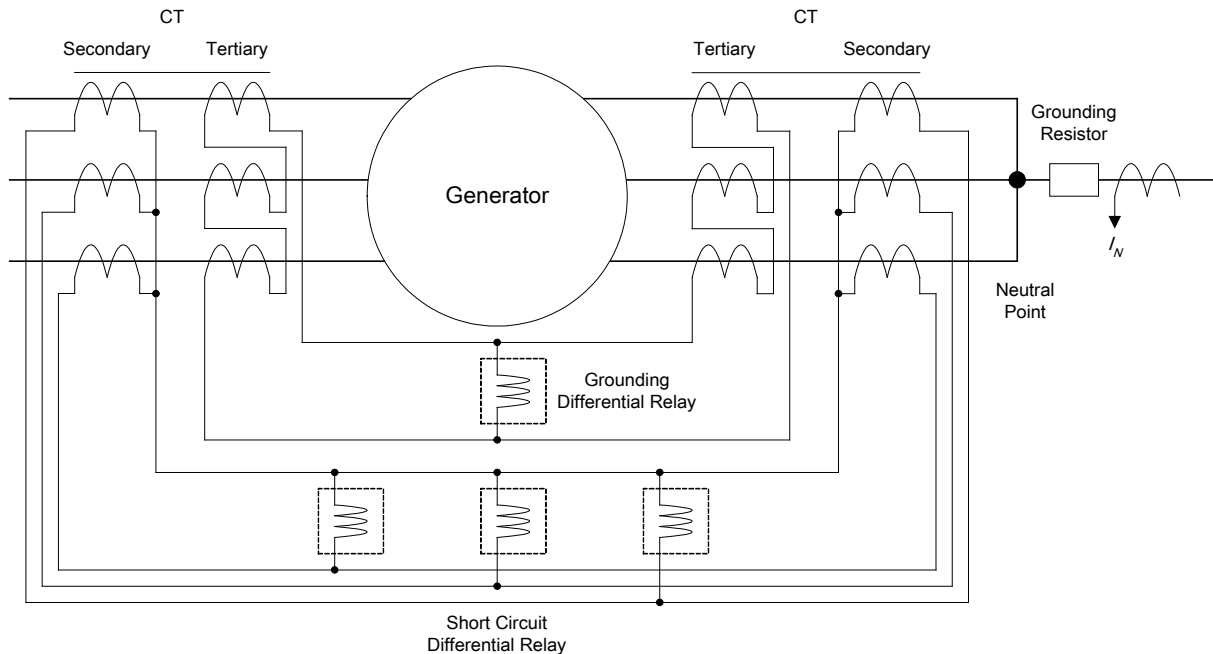 CT
CT
Secondary
Tertiary
Tertiary
Secondary
Grounding
Resistor
Generator
I_N
Neutral
Point
Grounding
Differential Relay
Short Circuit
Differential Relay